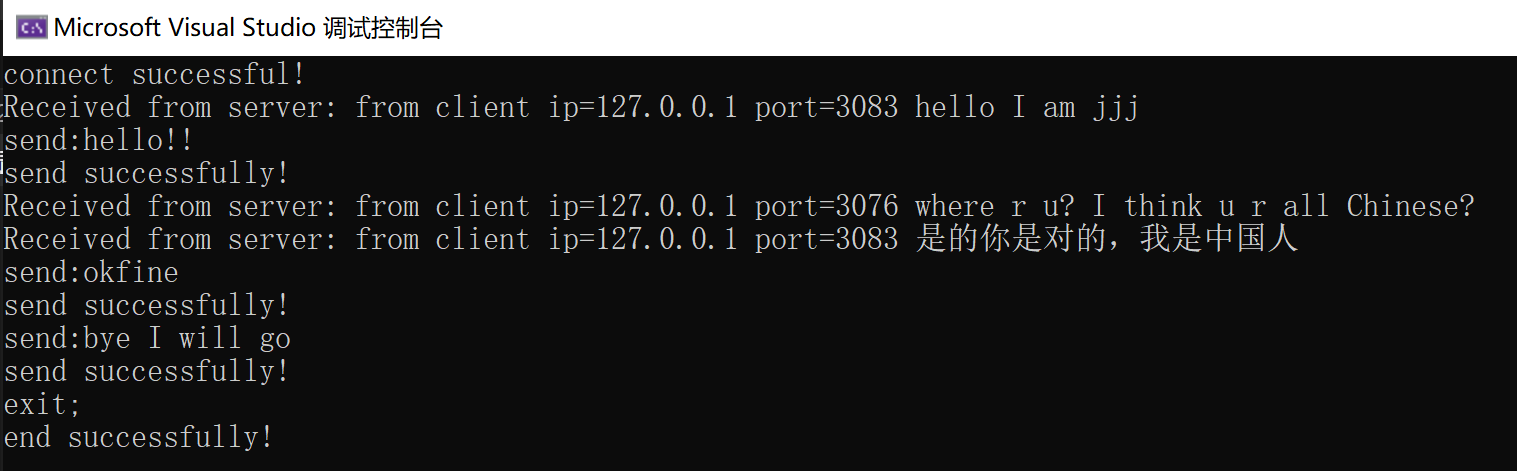 C:\
Microsoft Visual Studio 调试控制台
connect successful!
Received from server: from client ip=127.0.0.1 port=3083 hello I am jjj
send:hello!!
send successfully!
Received from server: from client ip=127.0.0.1 port=3076 where r u? I think u r all Chinese?
Received from server: from client ip=127.0.0.1 port=3083 是的你是对的，我是中国人
send:okfine
send successfully!
send:bye I will go
send successfully!
exit;
end successfully!